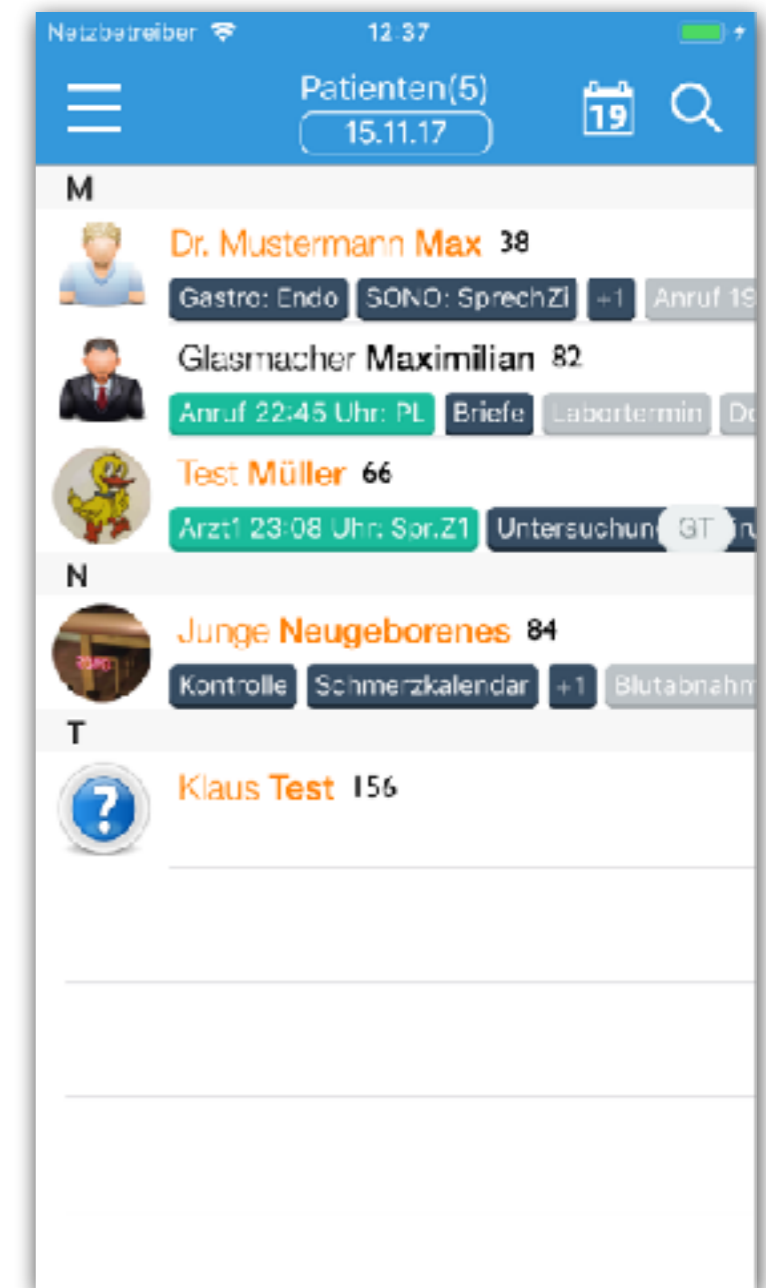 Netzbetreiber 12:37
Patienten(5)
15.11.17
19
M
Dr. Mustermann Max 38
Gastro: Endo SONO: SprechZi +1 Anruf 19
Glasmacher Maximilian 82
Anruf 22:45 Uhr: PL Briefe Labortermin Do
Test Müller 66
Arzt1 23:08 Uhr: Spr.Z1 Untersuchun GT
N
Junge Neugeborenes 84
Kontrolle Schmerzkalendar +1 Blutabnahm
T
Klaus Test 156